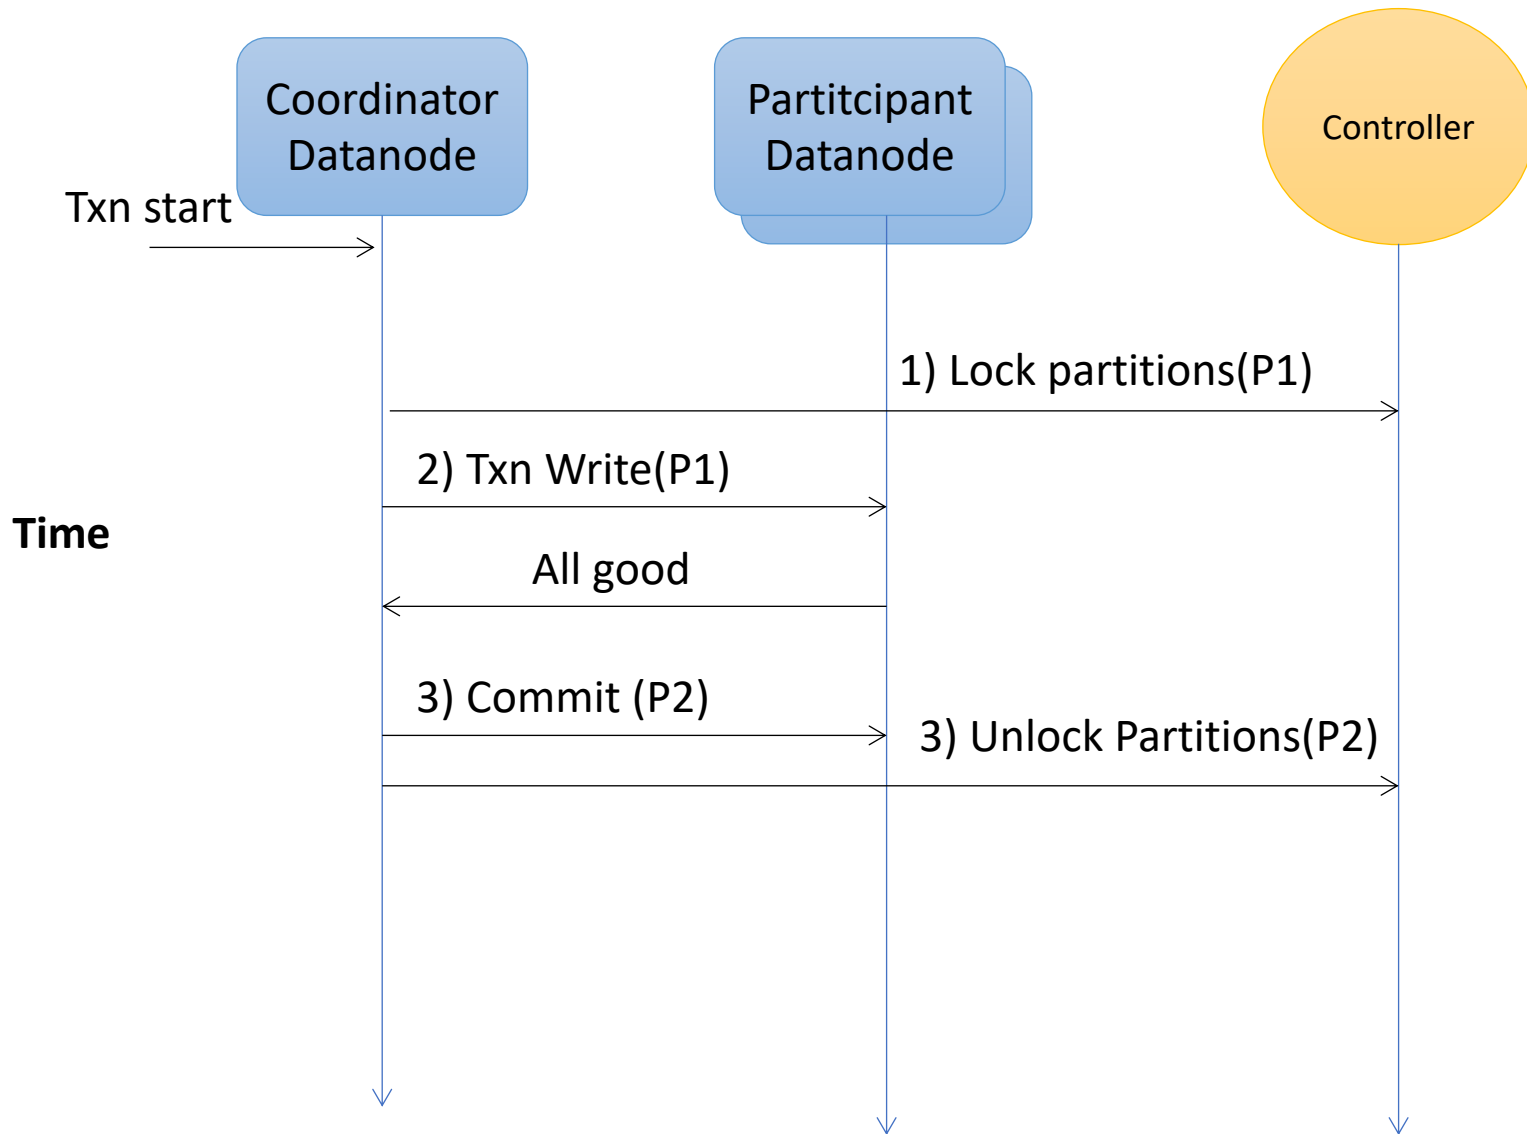 Coordinator
Datanode
Partitcipant
Datanode
Controller
Txn start
1) Lock partitions(P1)
2) Txn Write(P1)
Time
All good
3) Commit (P2)
3) Unlock Partitions(P2)